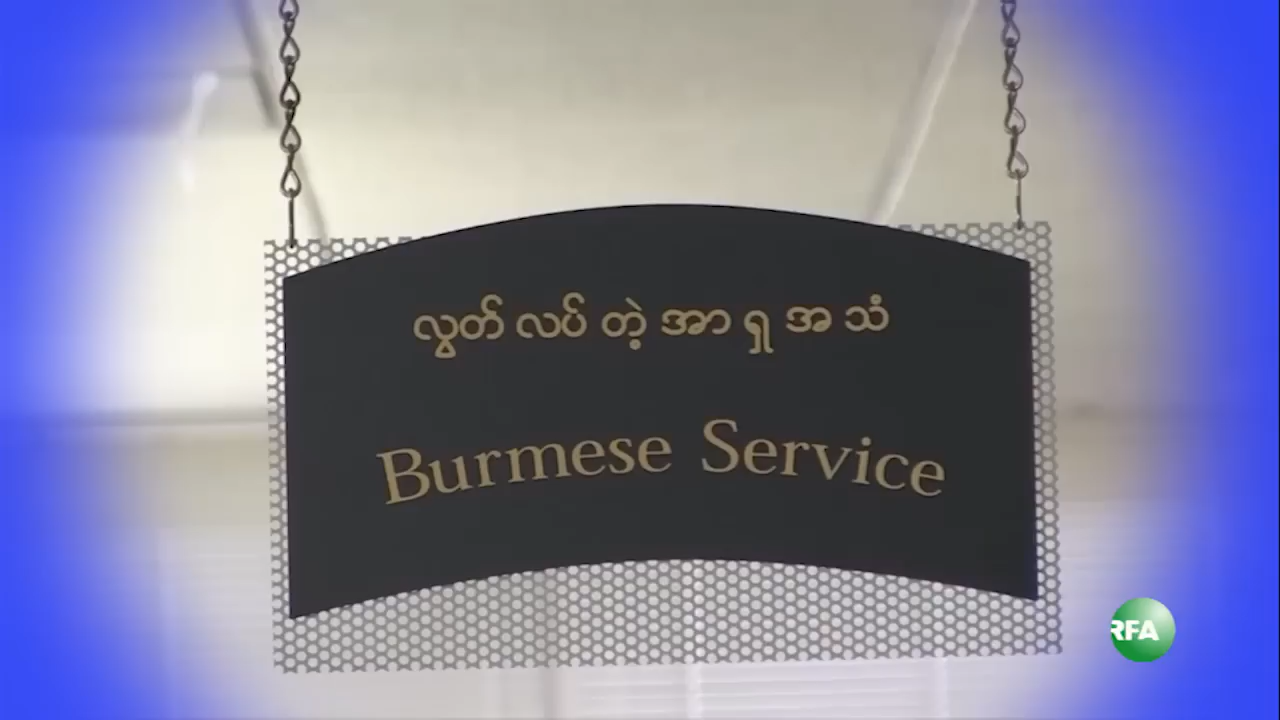 လွတ် လပ် တဲ့ အာ ရှ အ သံ
Burmese Service
RFA